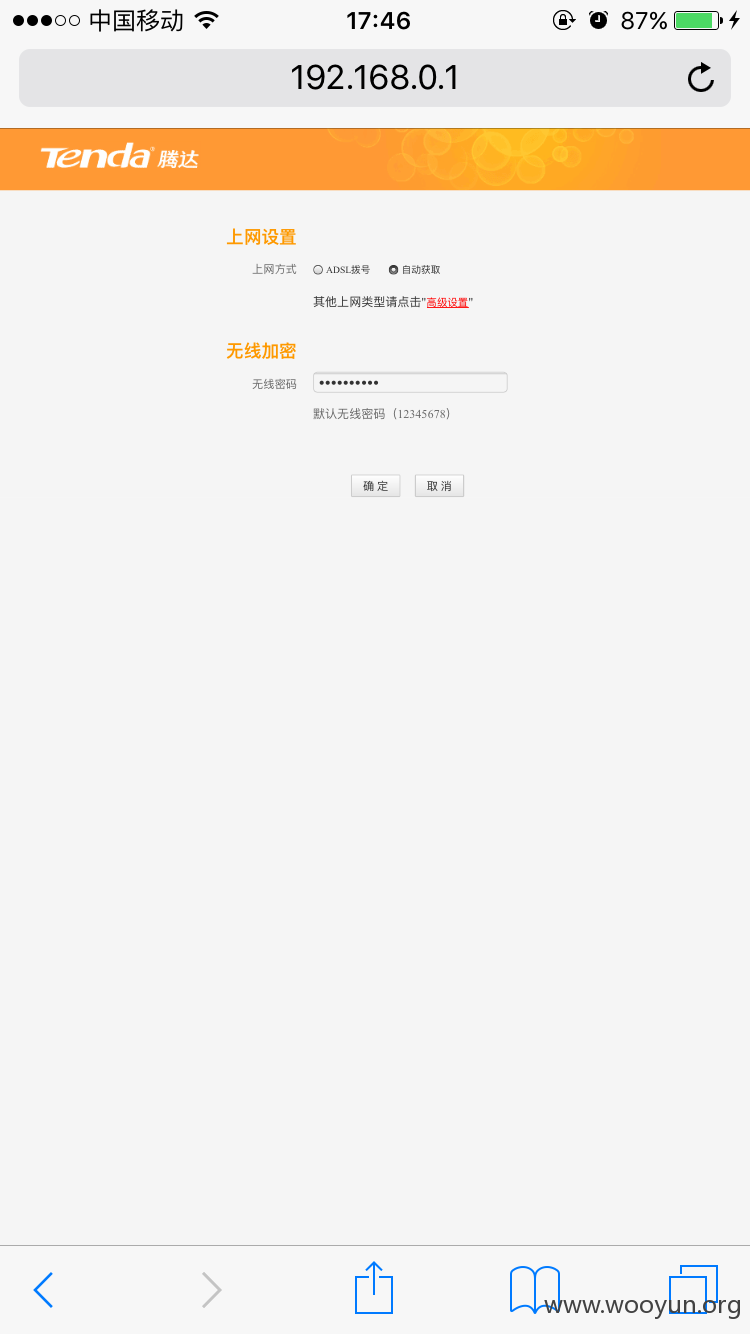 中国移动 17:46 87%
192.168.0.1
Tenda® 腾达
上网设置
上网方式 ADSL拨号 自动获取
其他上网类型请点击"高级设置"
无线加密
无线密码 ••••••••••
默认无线密码（12345678）
确 定 取 消
www.wooyun.org